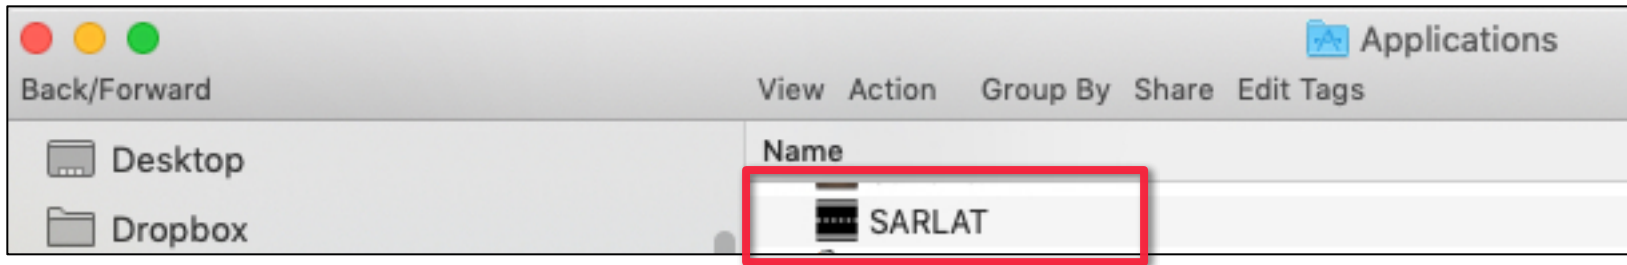 Applications
Back/Forward View Action Group By Share Edit Tags
Desktop
Name
Dropbox
SARLAT